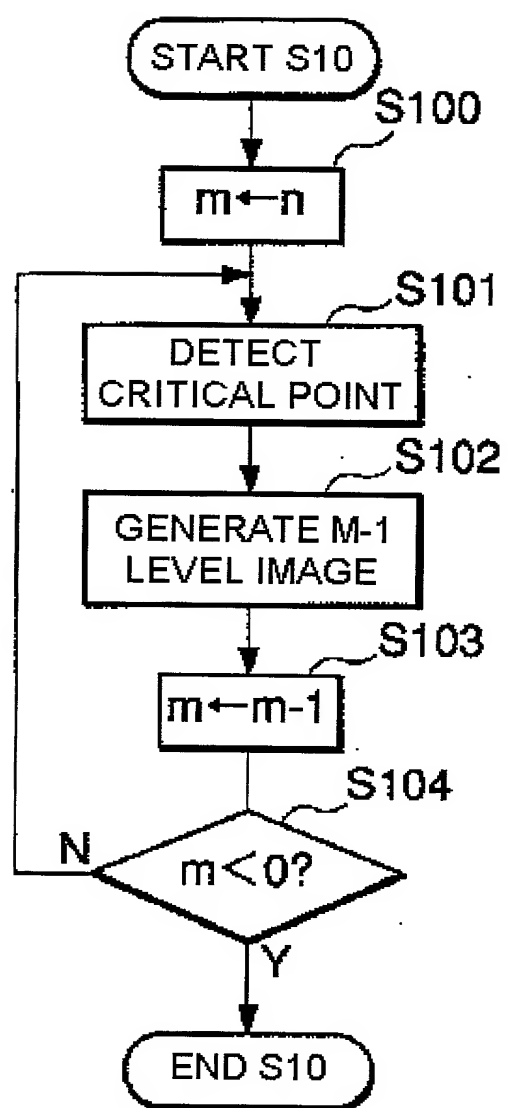 START S10
S100
m←n
S101
DETECT
CRITICAL POINT
S102
GENERATE M-1
LEVEL IMAGE
S103
m←m-1
S104
N
m<0?
Y
END S10